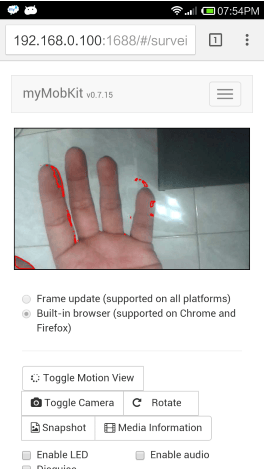 07:54PM
192.168.0.100:1688/#/survei
1
myMobKit v0.7.15
Frame update (supported on all platforms)
Built-in browser (supported on Chrome and
Firefox)
Toggle Motion View
Toggle Camera Rotate
Snapshot Media Information
Enable LED Enable audio
Disguise